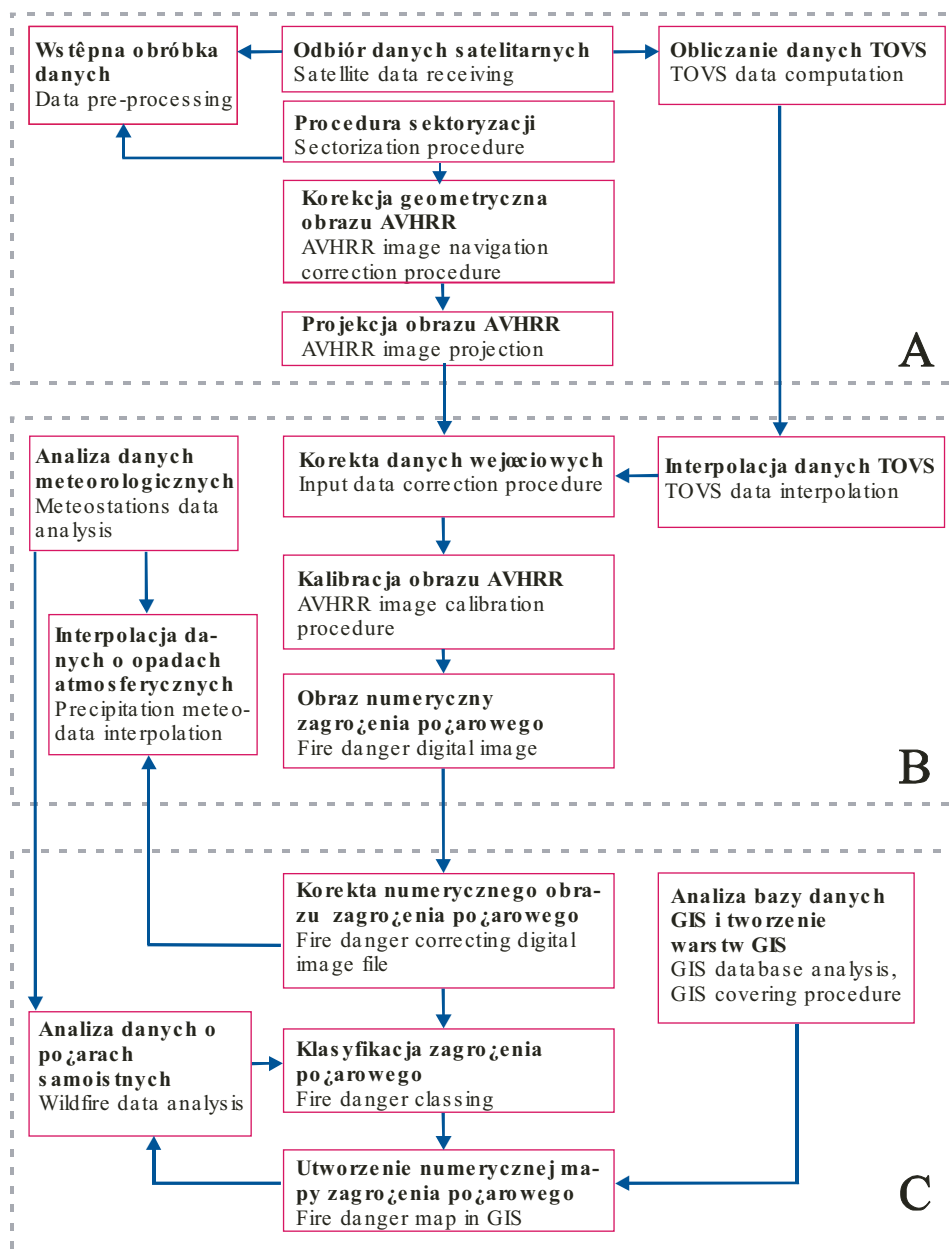 Wstêpna obróbka
danych
Data pre-processing
Odbiór danych satelitarnych
Satellite data receiving
Obliczanie danych TOVS
TOVS data computation
Procedura sektoryzacji
Sectorization procedure
Korekcja geometryczna
obrazu AVHRR
AVHRR image navigation
correction procedure
Projekcja obrazu AVHRR
AVHRR image projection
A
Analiza danych
meteorologicznych
Meteostations data
analysis
Korekta danych wejœciowych
Input data correction procedure
Interpolacja danych TOVS
TOVS data interpolation
Kalibracja obrazu AVHRR
AVHRR image calibration
procedure
Interpolacja da-
nych o opadach
atmosferycznych
Precipitation meteo-
data interpolation
Obraz numeryczny
zagro¿enia po¿arowego
Fire danger digital image
B
Korekta numerycznego obra-
zu zagro¿enia po¿arowego
Fire danger correcting digital
image file
Analiza bazy danych
GIS i tworzenie
warstw GIS
GIS database analysis,
GIS covering procedure
Analiza danych o
po¿arach
samoistnych
Wildfire data analysis
Klasyfikacja zagro¿enia
po¿arowego
Fire danger classing
Utworzenie numerycznej ma-
py zagro¿enia po¿arowego
Fire danger map in GIS
C